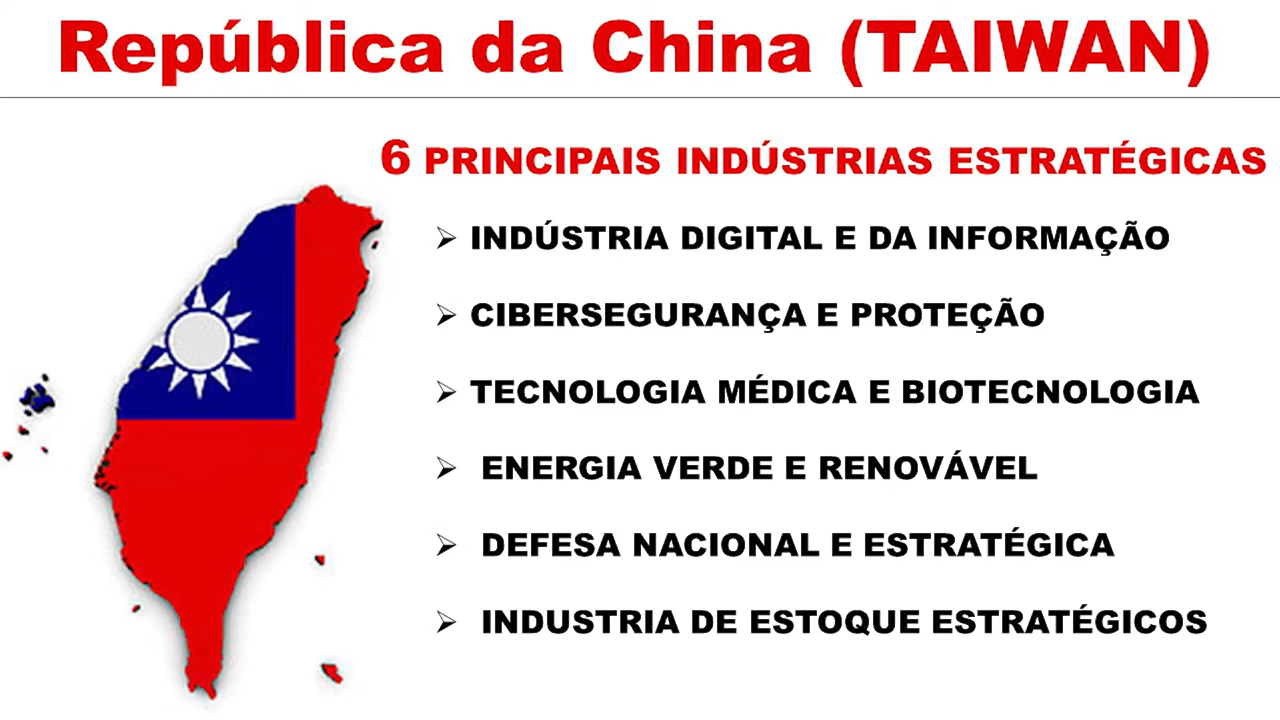 República da China (TAIWAN)
6 PRINCIPAIS INDÚSTRIAS ESTRATÉGICAS
INDÚSTRIA DIGITAL E DA INFORMAÇÃO
CIBERSEGURANÇA E PROTEÇÃO
TECNOLOGIA MÉDICA E BIOTECNOLOGIA
ENERGIA VERDE E RENOVÁVEL
DEFESA NACIONAL E ESTRATÉGICA
INDUSTRIA DE ESTOQUE ESTRATÉGICOS